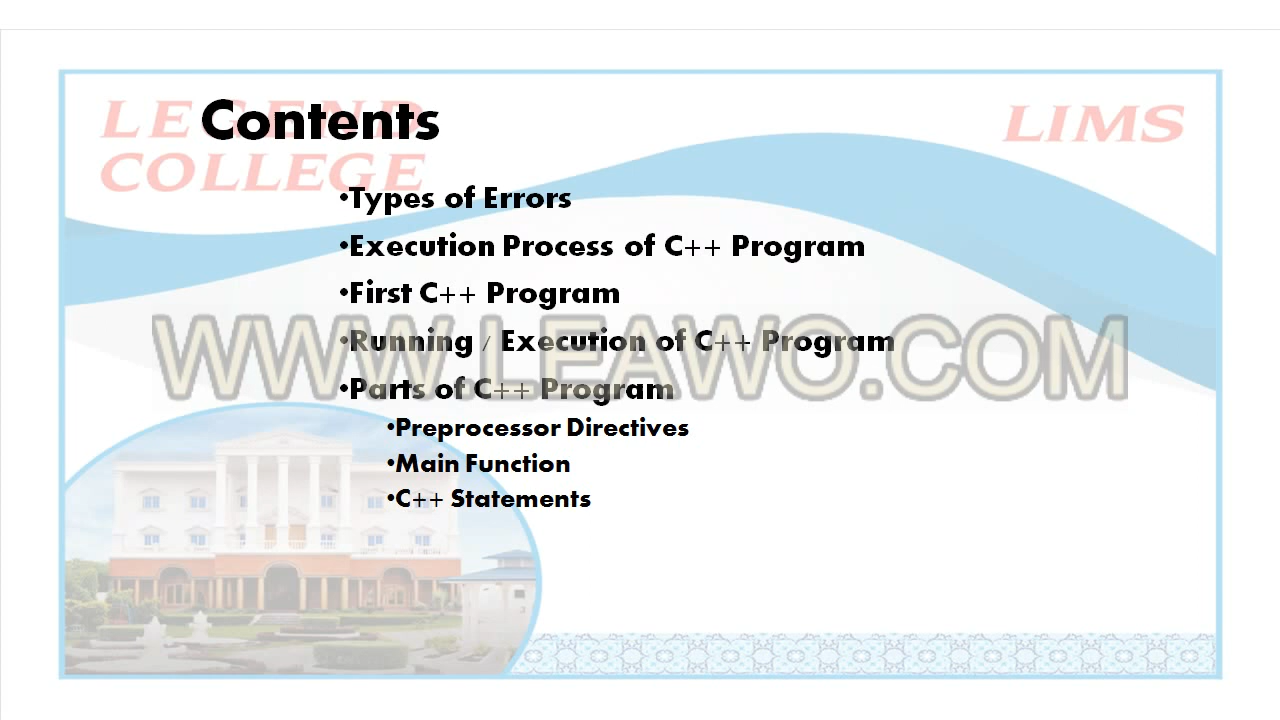 LEGEND
COLLEGE
LIMS
Contents
•Types of Errors
•Execution Process of C++ Program
•First C++ Program
•Running / Execution of C++ Program
WWW.LEAWO.COM
•Parts of C++ Program
•Preprocessor Directives
•Main Function
•C++ Statements